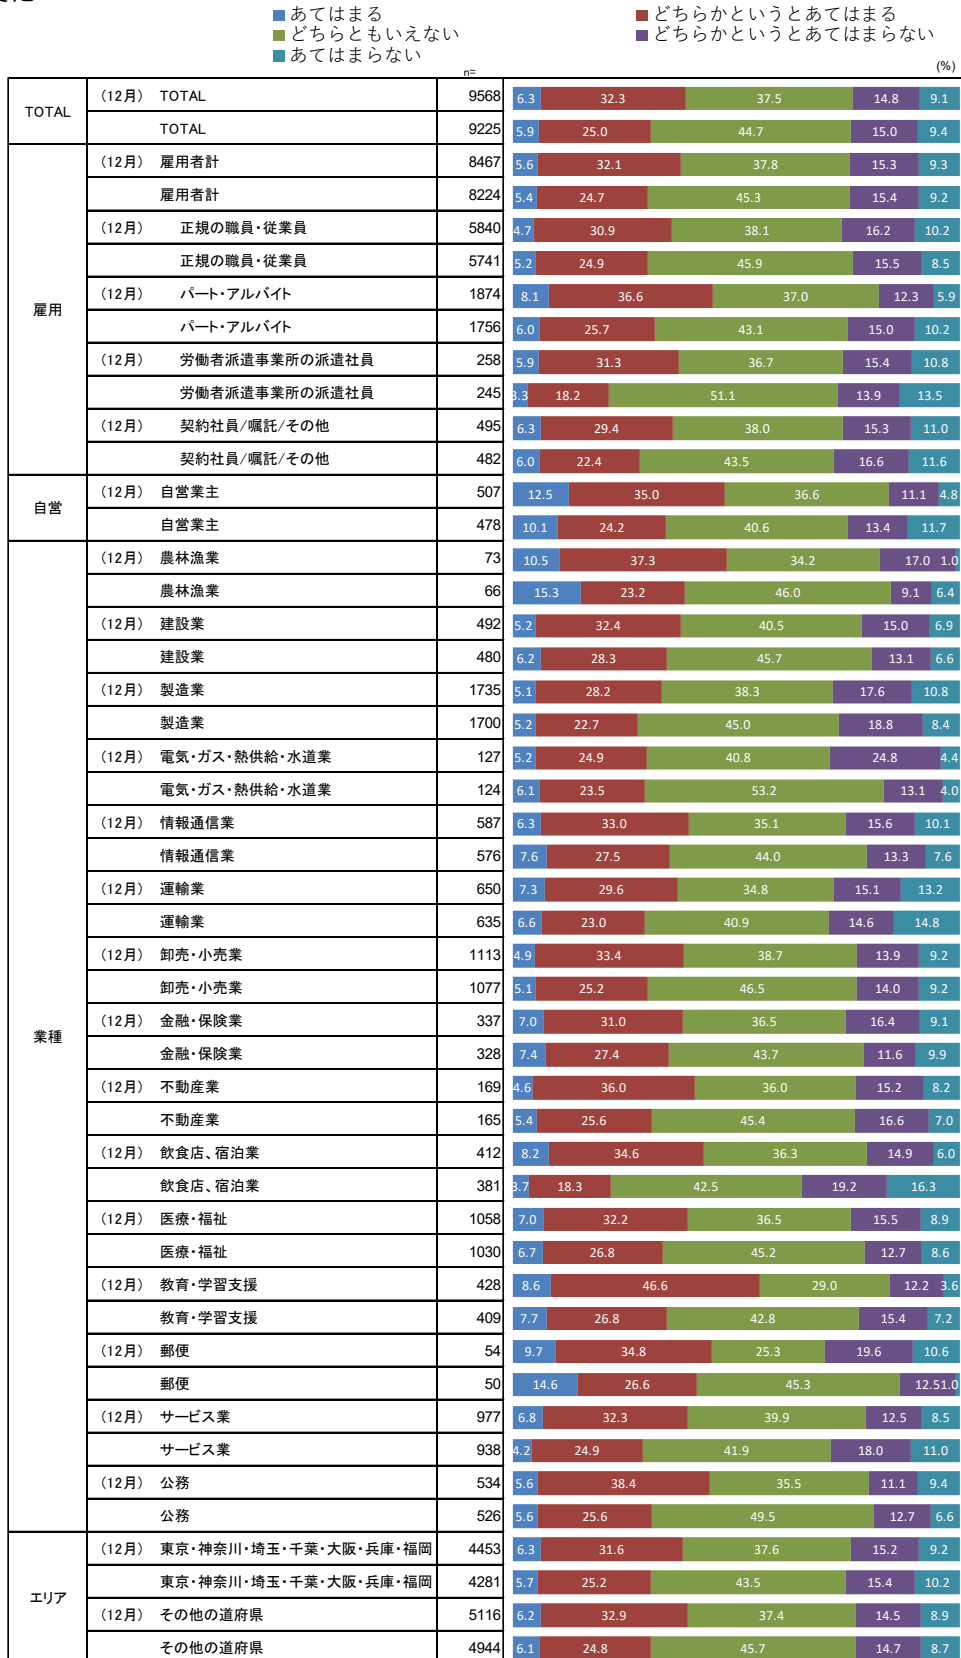 あてはまる どちらかというとあてはまる
どちらともいえない どちらかというとあてはまらない
あてはまらない
n= (%)
TOTAL
(12月) TOTAL 9568 6.3 32.3 37.5 14.8 9.1
TOTAL 9225 5.9 25.0 44.7 15.0 9.4
雇用
(12月) 雇用者計 8467 5.6 32.1 37.8 15.3 9.3
雇用者計 8224 5.4 24.7 45.3 15.4 9.2
(12月) 正規の職員・従業員 5840 4.7 30.9 38.1 16.2 10.2
正規の職員・従業員 5741 5.2 24.9 45.9 15.5 8.5
(12月) パート・アルバイト 1874 8.1 36.6 37.0 12.3 5.9
パート・アルバイト 1756 6.0 25.7 43.1 15.0 10.2
(12月) 労働者派遣事業所の派遣社員 258 5.9 31.3 36.7 15.4 10.8
労働者派遣事業所の派遣社員 245 3.3 18.2 51.1 13.9 13.5
(12月) 契約社員/嘱託/その他 495 6.3 29.4 38.0 15.3 11.0
契約社員/嘱託/その他 482 6.0 22.4 43.5 16.6 11.6
自営
(12月) 自営業主 507 12.5 35.0 36.6 11.1 4.8
自営業主 478 10.1 24.2 40.6 13.4 11.7
業種
(12月) 農林漁業 73 10.5 37.3 34.2 17.0 1.0
農林漁業 66 15.3 23.2 46.0 9.1 6.4
(12月) 建設業 492 5.2 32.4 40.5 15.0 6.9
建設業 480 6.2 28.3 45.7 13.1 6.6
(12月) 製造業 1735 5.1 28.2 38.3 17.6 10.8
製造業 1700 5.2 22.7 45.0 18.8 8.4
(12月) 電気・ガス・熱供給・水道業 127 5.2 24.9 40.8 24.8 4.4
電気・ガス・熱供給・水道業 124 6.1 23.5 53.2 13.1 4.0
(12月) 情報通信業 587 6.3 33.0 35.1 15.6 10.1
情報通信業 576 7.6 27.5 44.0 13.3 7.6
(12月) 運輸業 650 7.3 29.6 34.8 15.1 13.2
運輸業 635 6.6 23.0 40.9 14.6 14.8
(12月) 卸売・小売業 1113 4.9 33.4 38.7 13.9 9.2
卸売・小売業 1077 5.1 25.2 46.5 14.0 9.2
(12月) 金融・保険業 337 7.0 31.0 36.5 16.4 9.1
金融・保険業 328 7.4 27.4 43.7 11.6 9.9
(12月) 不動産業 169 4.6 36.0 36.0 15.2 8.2
不動産業 165 5.4 25.6 45.4 16.6 7.0
(12月) 飲食店、宿泊業 412 8.2 34.6 36.3 14.9 6.0
飲食店、宿泊業 381 3.7 18.3 42.5 19.2 16.3
(12月) 医療・福祉 1058 7.0 32.2 36.5 15.5 8.9
医療・福祉 1030 6.7 26.8 45.2 12.7 8.6
(12月) 教育・学習支援 428 8.6 46.6 29.0 12.2 3.6
教育・学習支援 409 7.7 26.8 42.8 15.4 7.2
(12月) 郵便 54 9.7 34.8 25.3 19.6 10.6
郵便 50 14.6 26.6 45.3 12.5 1.0
(12月) サービス業 977 6.8 32.3 39.9 12.5 8.5
サービス業 938 4.2 24.9 41.9 18.0 11.0
(12月) 公務 534 5.6 38.4 35.5 11.1 9.4
公務 526 5.6 25.6 49.5 12.7 6.6
エリア
(12月) 東京・神奈川・埼玉・千葉・大阪・兵庫・福岡 4453 6.3 31.6 37.6 15.2 9.2
東京・神奈川・埼玉・千葉・大阪・兵庫・福岡 4281 5.7 25.2 43.5 15.4 10.2
(12月) その他の道府県 5116 6.2 32.9 37.4 14.5 8.9
その他の道府県 4944 6.1 24.8 45.7 14.7 8.7